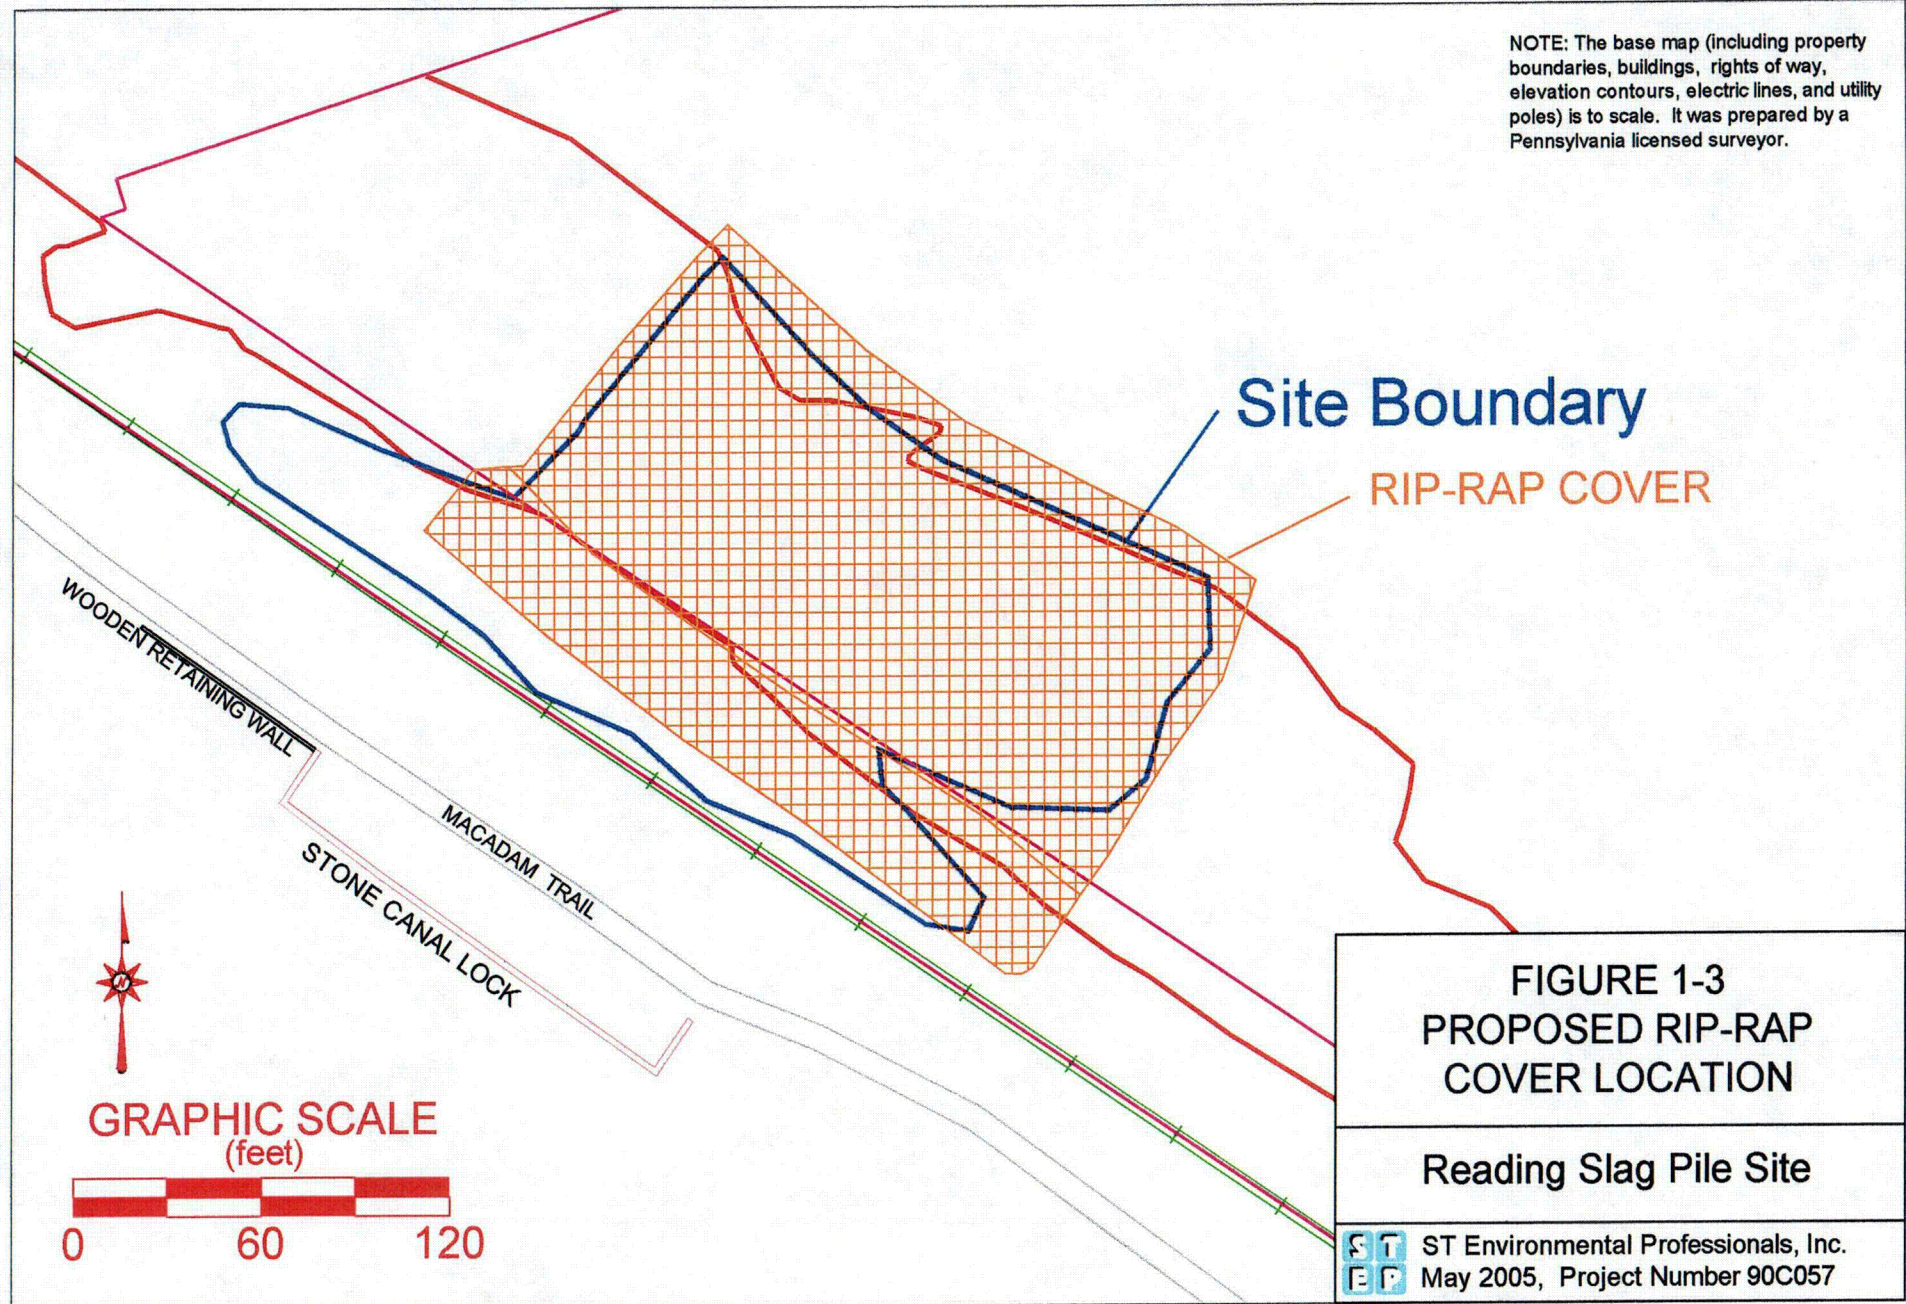 NOTE: The base map (including property
boundaries, buildings, rights of way,
elevation contours, electric lines, and utility
poles) is to scale. It was prepared by a
Pennsylvania licensed surveyor.
Site Boundary
RIP-RAP COVER
WOODEN RETAINING WALL
MACADAM TRAIL
STONE CANAL LOCK
N
GRAPHIC SCALE
(feet)
0 60 120
FIGURE 1-3
PROPOSED RIP-RAP
COVER LOCATION
Reading Slag Pile Site
ST
EP
ST Environmental Professionals, Inc.
May 2005, Project Number 90C057